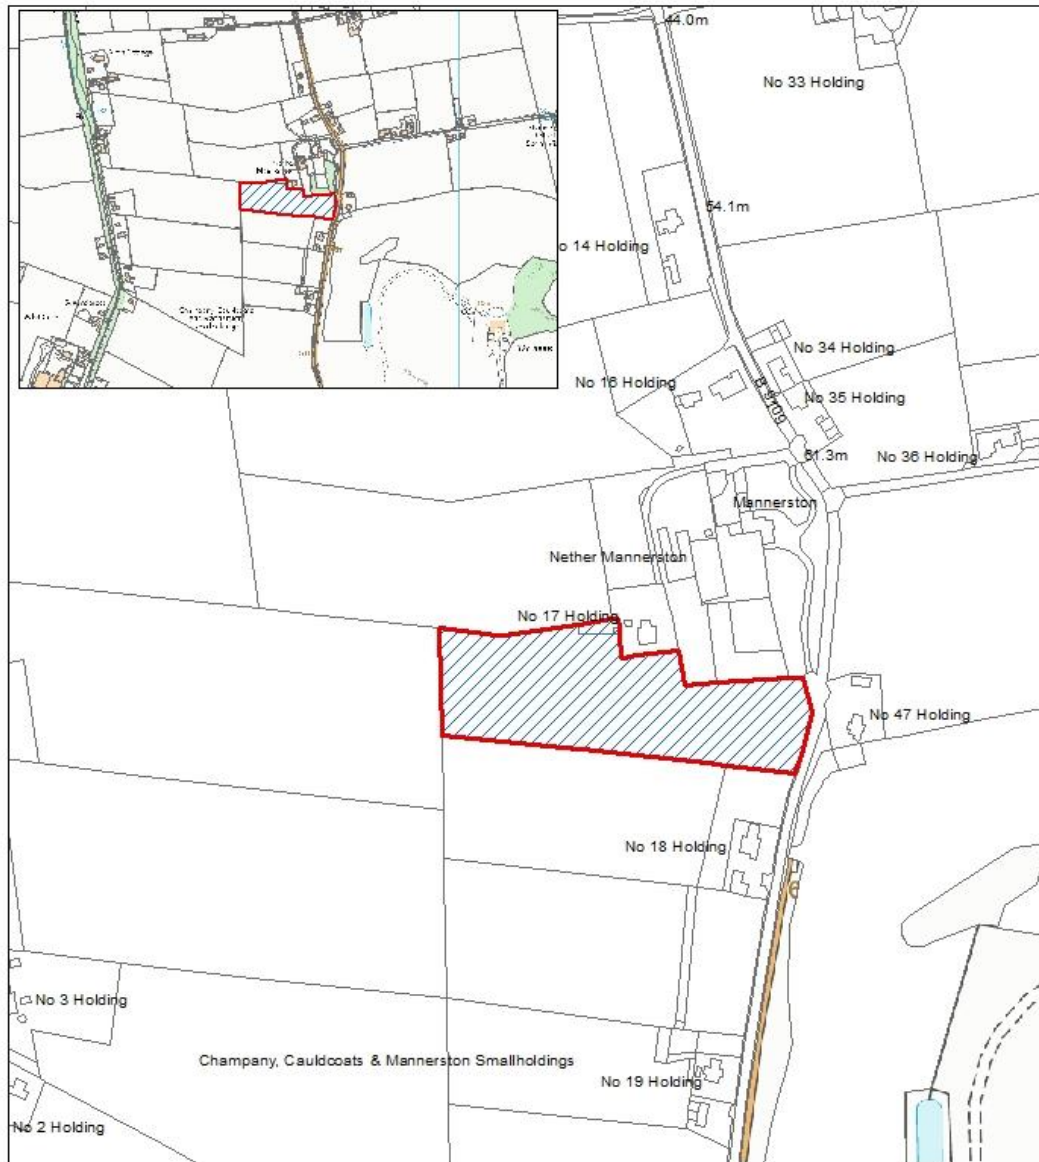 44.0m
No 33 Holding
54.1m
o 14 Holding
No 34 Holding
No 16 Holding
No 35 Holding
B 9109
61.3m
No 36 Holding
Mannerston
Nether Mannerston
No 17 Holding
No 47 Holding
No 18 Holding
No 3 Holding
Champany, Cauldcoats & Mannerston Smallholdings
No 19 Holding
No 2 Holding